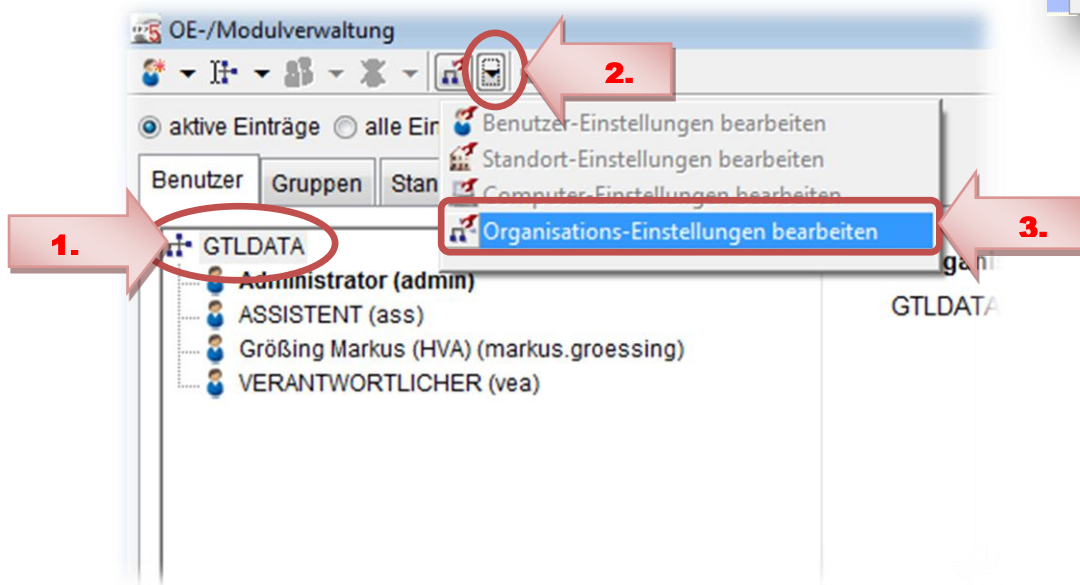 OE-/Modulverwaltung
2.
aktive Einträge alle Ein
Benutzer-Einstellungen bearbeiten
Standort-Einstellungen bearbeiten
Computer-Einstellungen bearbeiten
Organisations-Einstellungen bearbeiten
3.
Benutzer Gruppen Stan
1.
GTLDATA
Administrator (admin)
ASSISTENT (ass)
Größing Markus (HVA) (markus.groessing)
VERANTWORTLICHER (vea)
GTLDATA